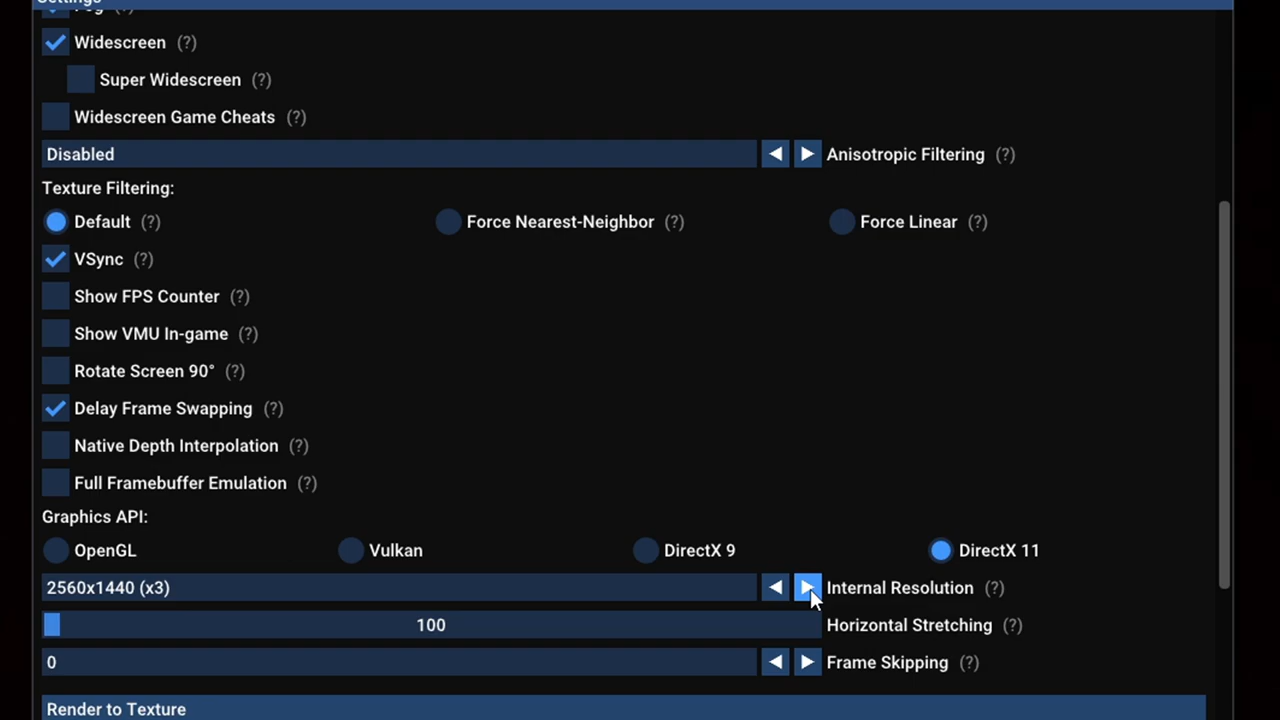 Settings
Fog (?)
Widescreen (?)
Super Widescreen (?)
Widescreen Game Cheats (?)
Disabled Anisotropic Filtering (?)
Texture Filtering:
Default (?) Force Nearest-Neighbor (?) Force Linear (?)
VSync (?)
Show FPS Counter (?)
Show VMU In-game (?)
Rotate Screen 90° (?)
Delay Frame Swapping (?)
Native Depth Interpolation (?)
Full Framebuffer Emulation (?)
Graphics API:
OpenGL Vulkan DirectX 9 DirectX 11
2560x1440 (x3) Internal Resolution (?)
100 Horizontal Stretching (?)
0 Frame Skipping (?)
Render to Texture